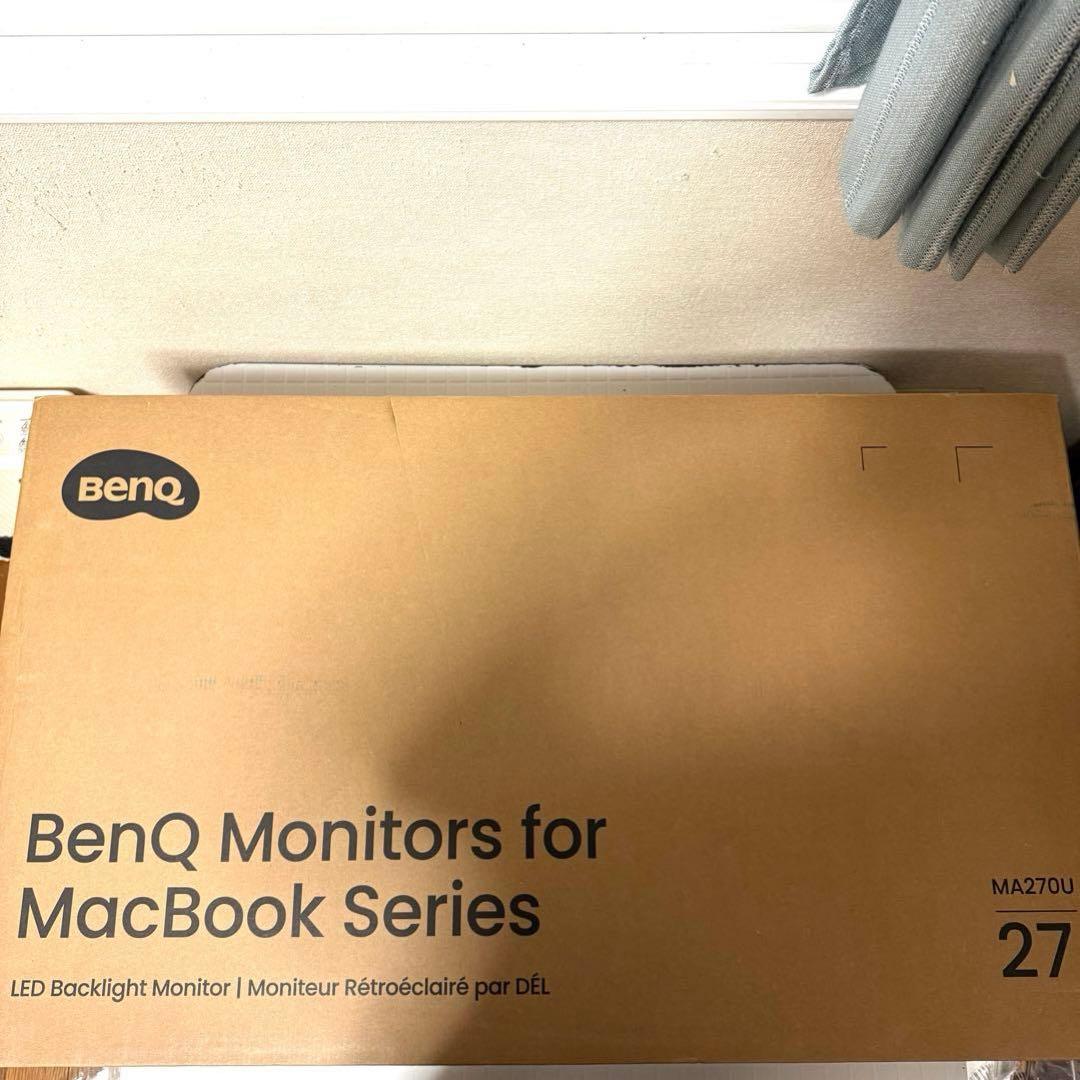 BenQ
BenQ Monitors for
MacBook Series
LED Backlight Monitor | Moniteur Rétroéclairé par DÉL
MA270U
27